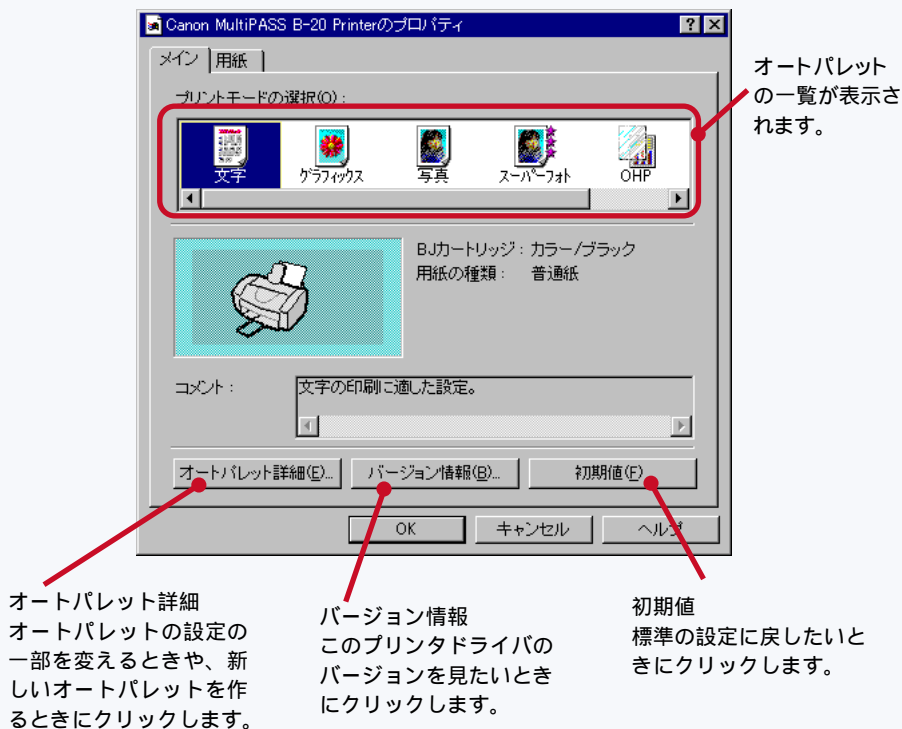 Canon MultiPASS B-20 Printerのプロパティ
メイン 用紙
プリントモードの選択(O):
文字 グラフィックス 写真 スーパーフォト OHP
オートパレット
の一覧が表示さ
れます。
BJカートリッジ: カラー/ブラック
用紙の種類: 普通紙
コメント: 文字の印刷に適した設定。
オートパレット詳細(E)... バージョン情報(B)... 初期値(F)
OK キャンセル ヘルプ
オートパレット詳細
オートパレットの設定の
一部を変えるときや、新
しいオートパレットを作
るときにクリックします。
バージョン情報
このプリンタドライバの
バージョンを見たいとき
にクリックします。
初期値
標準の設定に戻したいと
きにクリックします。